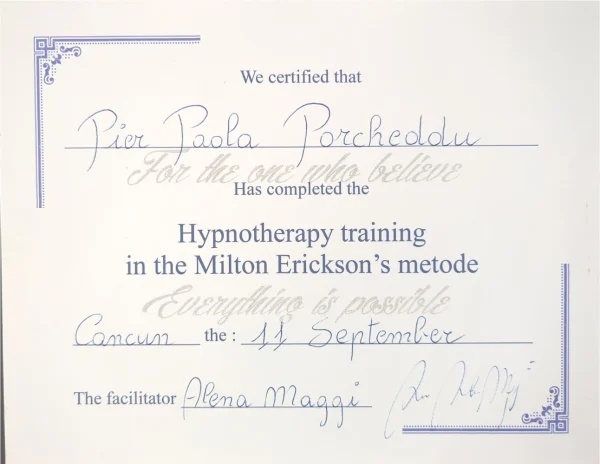 We certified that
Pier Paola Porcheddu
For the one who believe
Has completed the
Hypnotherapy training
in the Milton Erickson's metode
Everything is possible
Cancun the : 11 September
The facilitator Alena Maggi